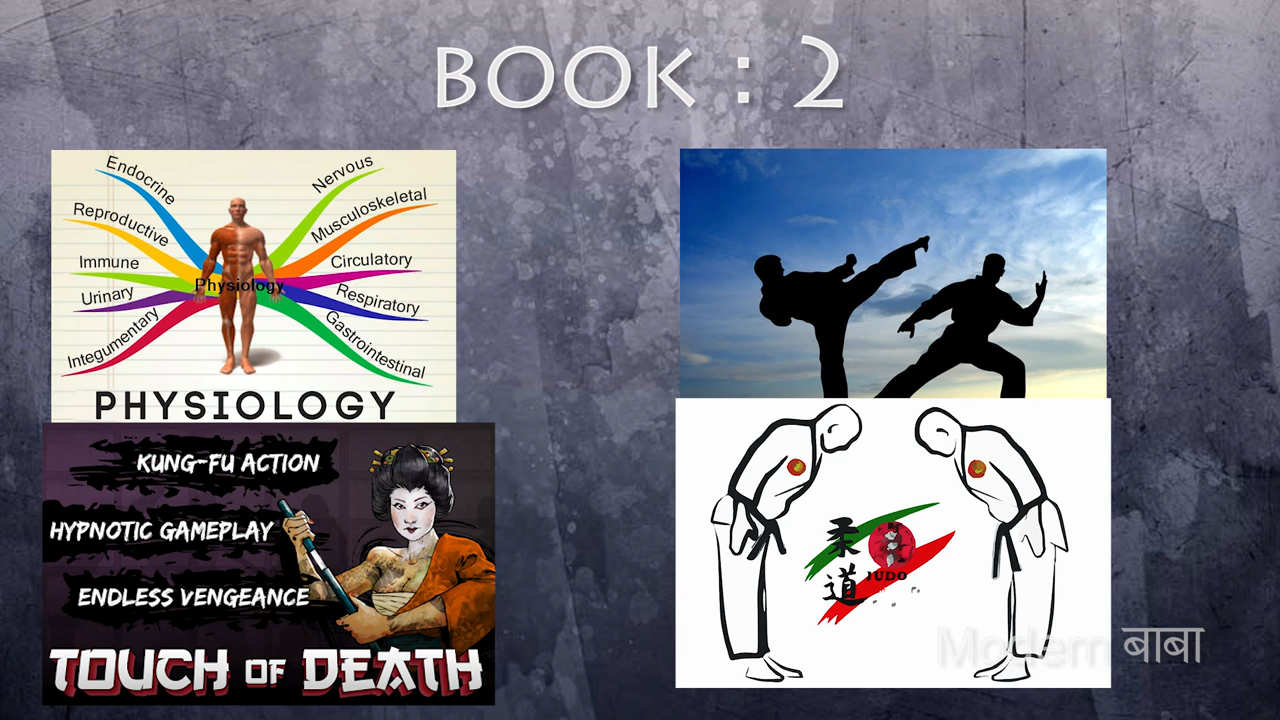 BOOK : 2
Endocrine
Nervous
Reproductive
Musculoskeletal
Immune
Circulatory
Physiology
Urinary
Respiratory
Integumentary
Gastrointestinal
PHYSIOLOGY
KUNG-FU ACTION
HYPNOTIC GAMEPLAY
ENDLESS VENGEANCE
TOUCH OF DEATH
柔
道
JUDO
Modern बाबा